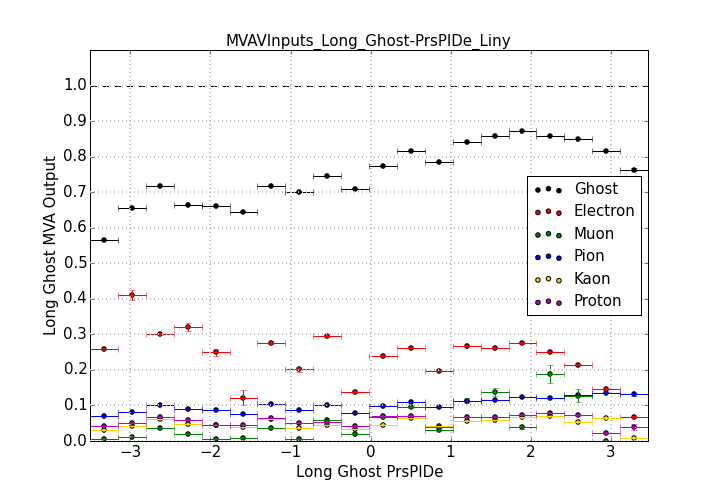 MVAVInputs_Long_Ghost-PrsPIDe_Liny
1.0
0.9
0.8
0.7
0.6
0.5
0.4
0.3
0.2
0.1
0.0
Long Ghost MVA Output
Ghost
Electron
Muon
Pion
Kaon
Proton
−3 −2 −1 0 1 2 3
Long Ghost PrsPIDe